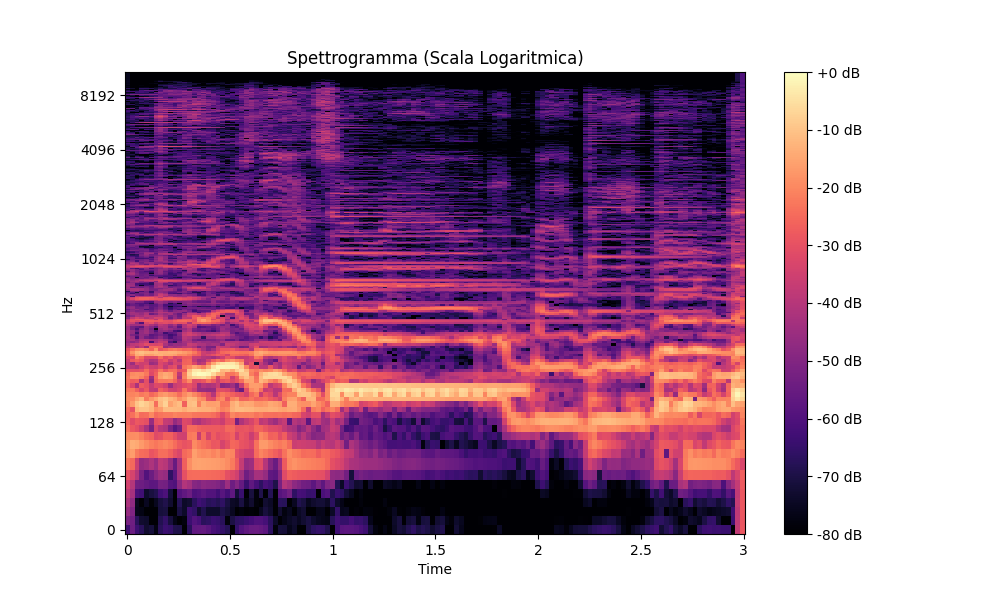 Spettrogramma (Scala Logaritmica)
8192
4096
2048
1024
512
256
128
64
0
Hz
0
0.5
1
1.5
2
2.5
3
Time
+0 dB
-10 dB
-20 dB
-30 dB
-40 dB
-50 dB
-60 dB
-70 dB
-80 dB